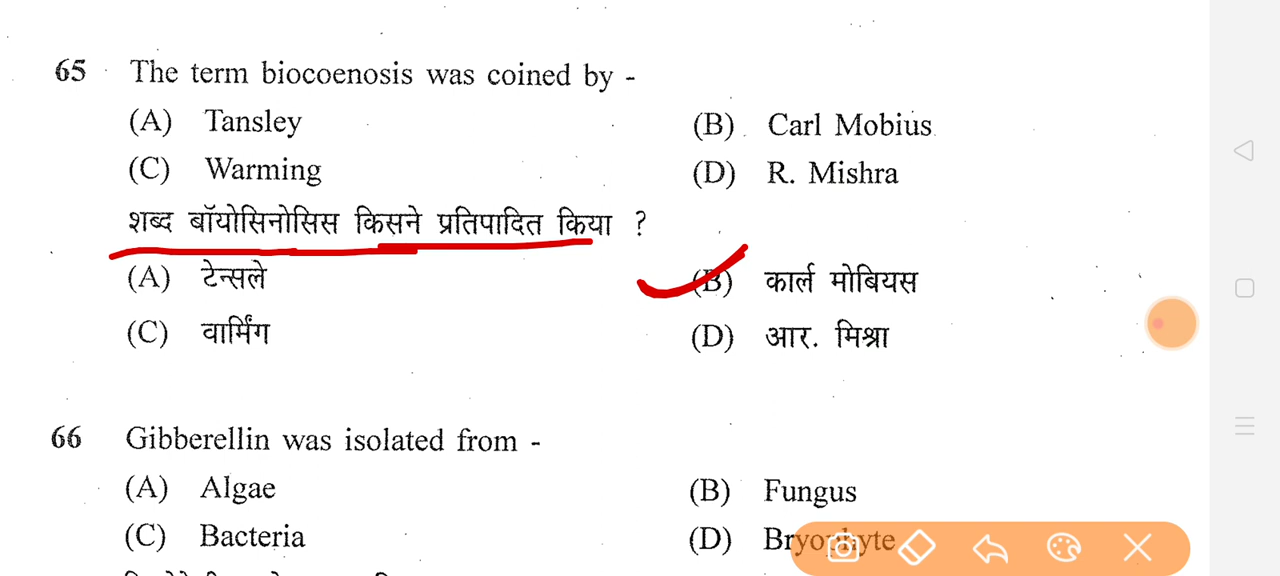 65 The term biocoenosis was coined by -
(A) Tansley (B) Carl Mobius
(C) Warming (D) R. Mishra
शब्द बॉयोसिनोसिस किसने प्रतिपादित किया ?
(A) टेन्सले (B) कार्ल मोबियस
(C) वार्मिंग (D) आर. मिश्रा
66 Gibberellin was isolated from -
(A) Algae (B) Fungus
(C) Bacteria (D) Bryophyte